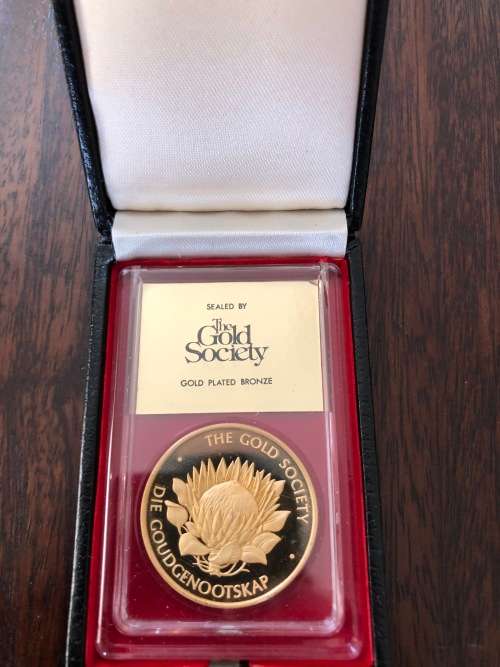 SEALED BY
The
Gold
Society
GOLD PLATED BRONZE
THE GOLD SOCIETY
DIE GOUDGENOOTSKAP